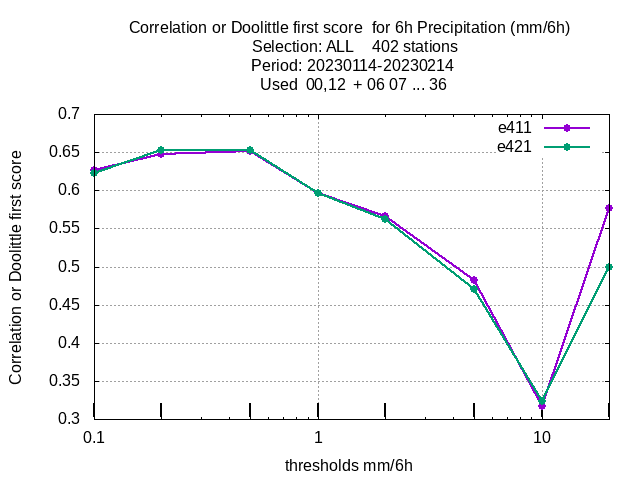 Correlation or Doolittle first score  for 6h Precipitation (mm/6h)
Selection: ALL    402 stations
Period: 20230114-20230214
Used  00,12  + 06 07 ... 36
0.7
0.65
0.6
0.55
0.5
0.45
0.4
0.35
0.3
Correlation or Doolittle first score
e411
e421
0.1
1
10
thresholds mm/6h